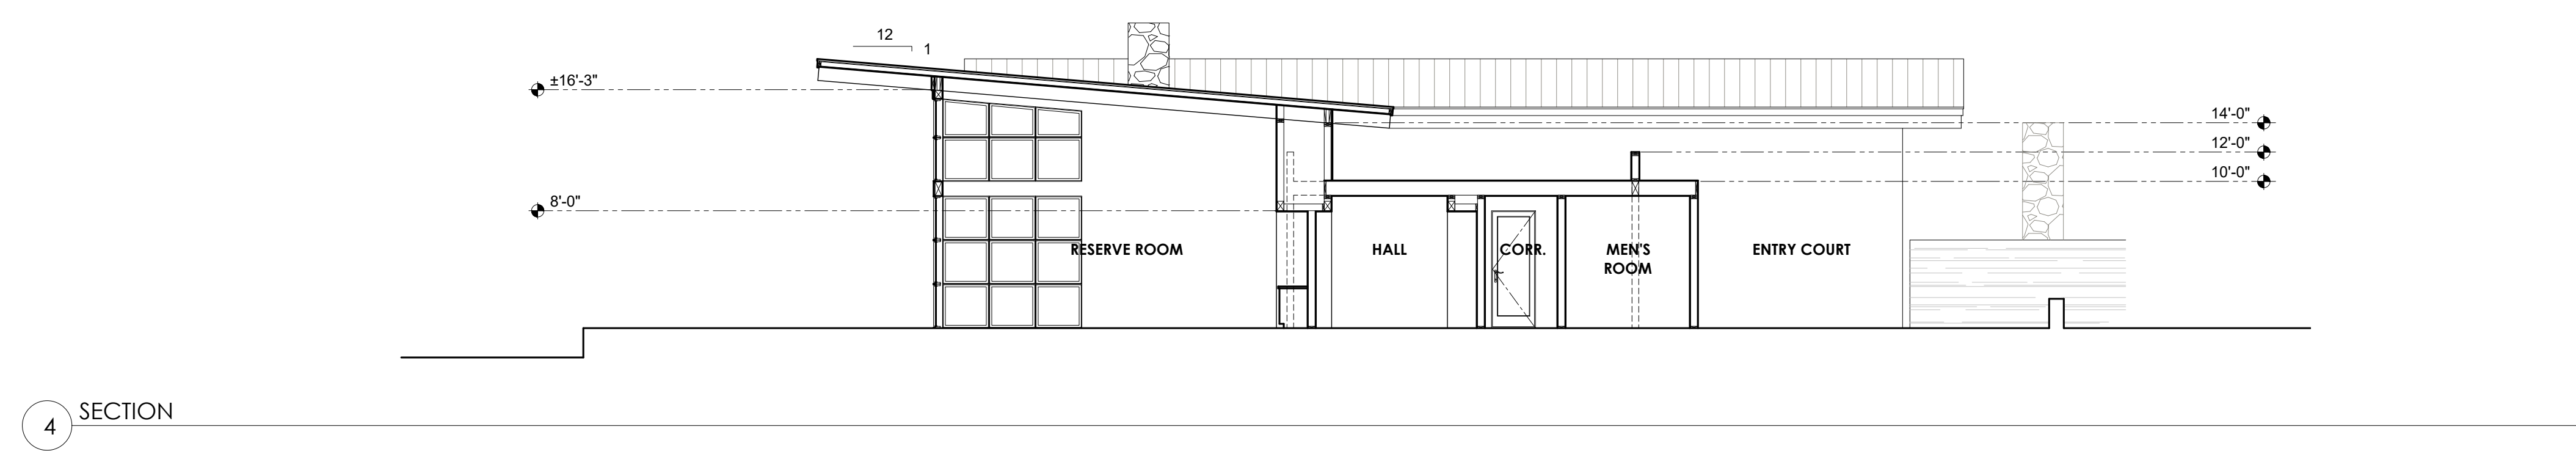 12
1
±16'-3"
14'-0"
12'-0"
10'-0"
8'-0"
RESERVE ROOM
HALL
CORR.
MEN'S
ROOM
ENTRY COURT
4
SECTION